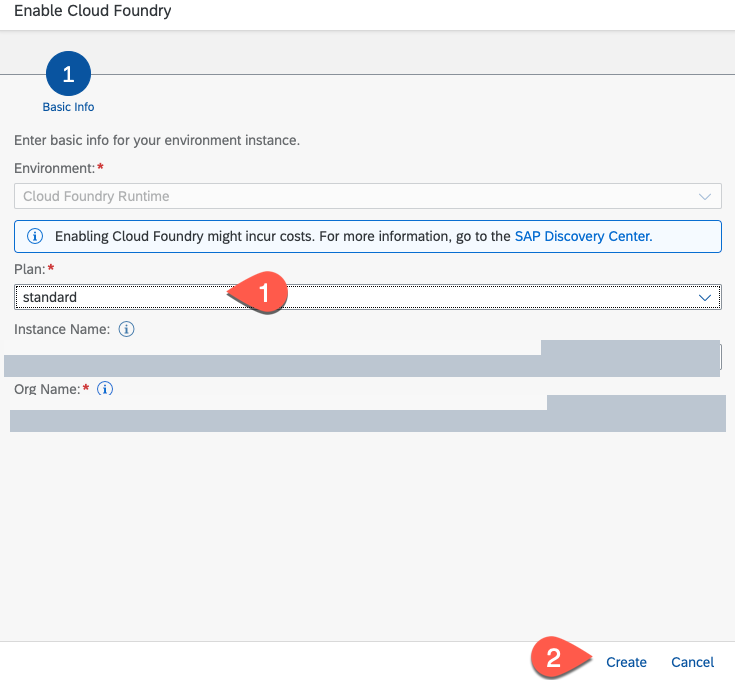 Enable Cloud Foundry
1
Basic Info
Enter basic info for your environment instance.
Environment:*
Cloud Foundry Runtime
Enabling Cloud Foundry might incur costs. For more information, go to the SAP Discovery Center.
Plan:*
standard
1
Instance Name:
Org Name:*
2
Create
Cancel